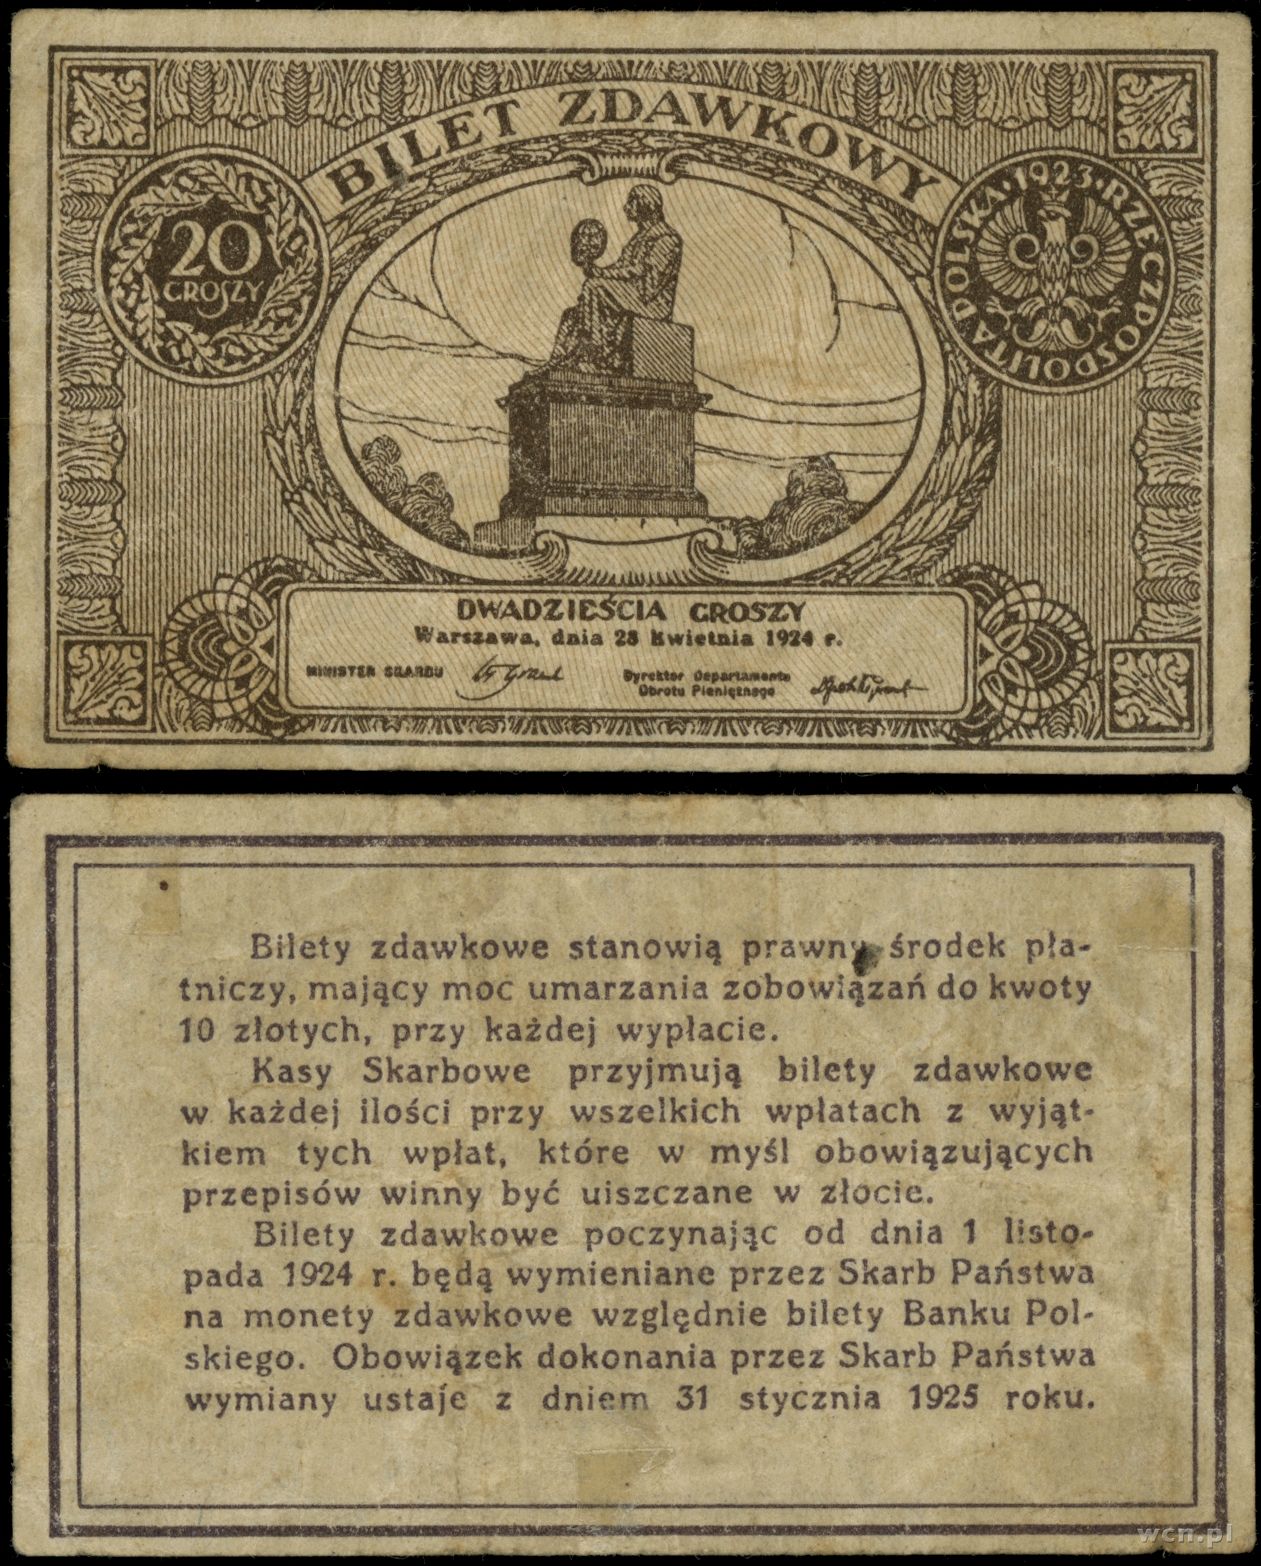 BILET ZDAWKOWY
20
GROSZY
1923 · RZECZPOSPOLITA POLSKA ·
DWADZIEŚCIA GROSZY
Warszawa, dnia 28 Kwietnia 1924 r.
MINISTER SKARBU
Dyrektor Departamentu
Obrotu Pieniężnego
Bilety zdawkowe stanowią prawny środek pła-
tniczy, mający moc umarzania zobowiązań do kwoty
10 złotych, przy każdej wypłacie.
Kasy Skarbowe przyjmują bilety zdawkowe
w każdej ilości przy wszelkich wpłatach z wyjąt-
kiem tych wpłat, które w myśl obowiązujących
przepisów winny być uiszczane w złocie.
Bilety zdawkowe poczynając od dnia 1 listo-
pada 1924 r. będą wymieniane przez Skarb Państwa
na monety zdawkowe względnie bilety Banku Pol-
skiego. Obowiązek dokonania przez Skarb Państwa
wymiany ustaje z dniem 31 stycznia 1925 roku.
wcn.pl